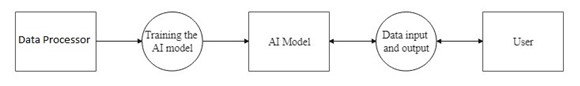 Data Processor
Training the
AI model
AI Model
Data input
and output
User